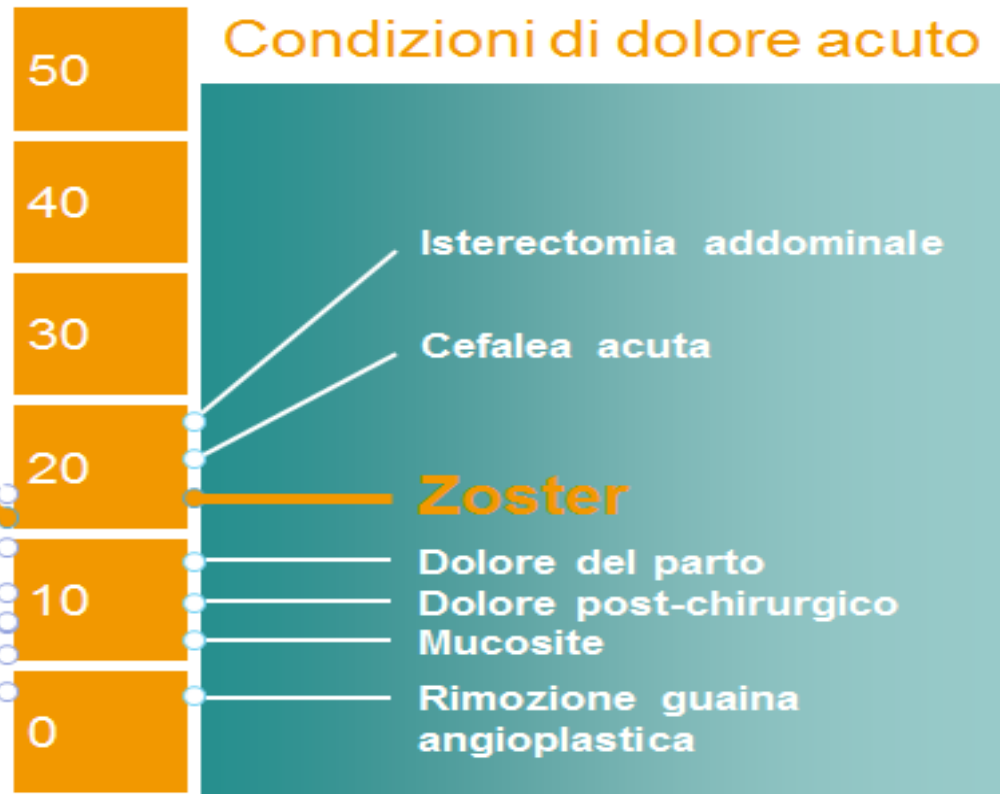 Condizioni di dolore acuto
50
40
30
20
10
0
Isterectomia addominale
Cefalea acuta
Zoster
Dolore del parto
Dolore post-chirurgico
Mucosite
Rimozione guaina
angioplastica